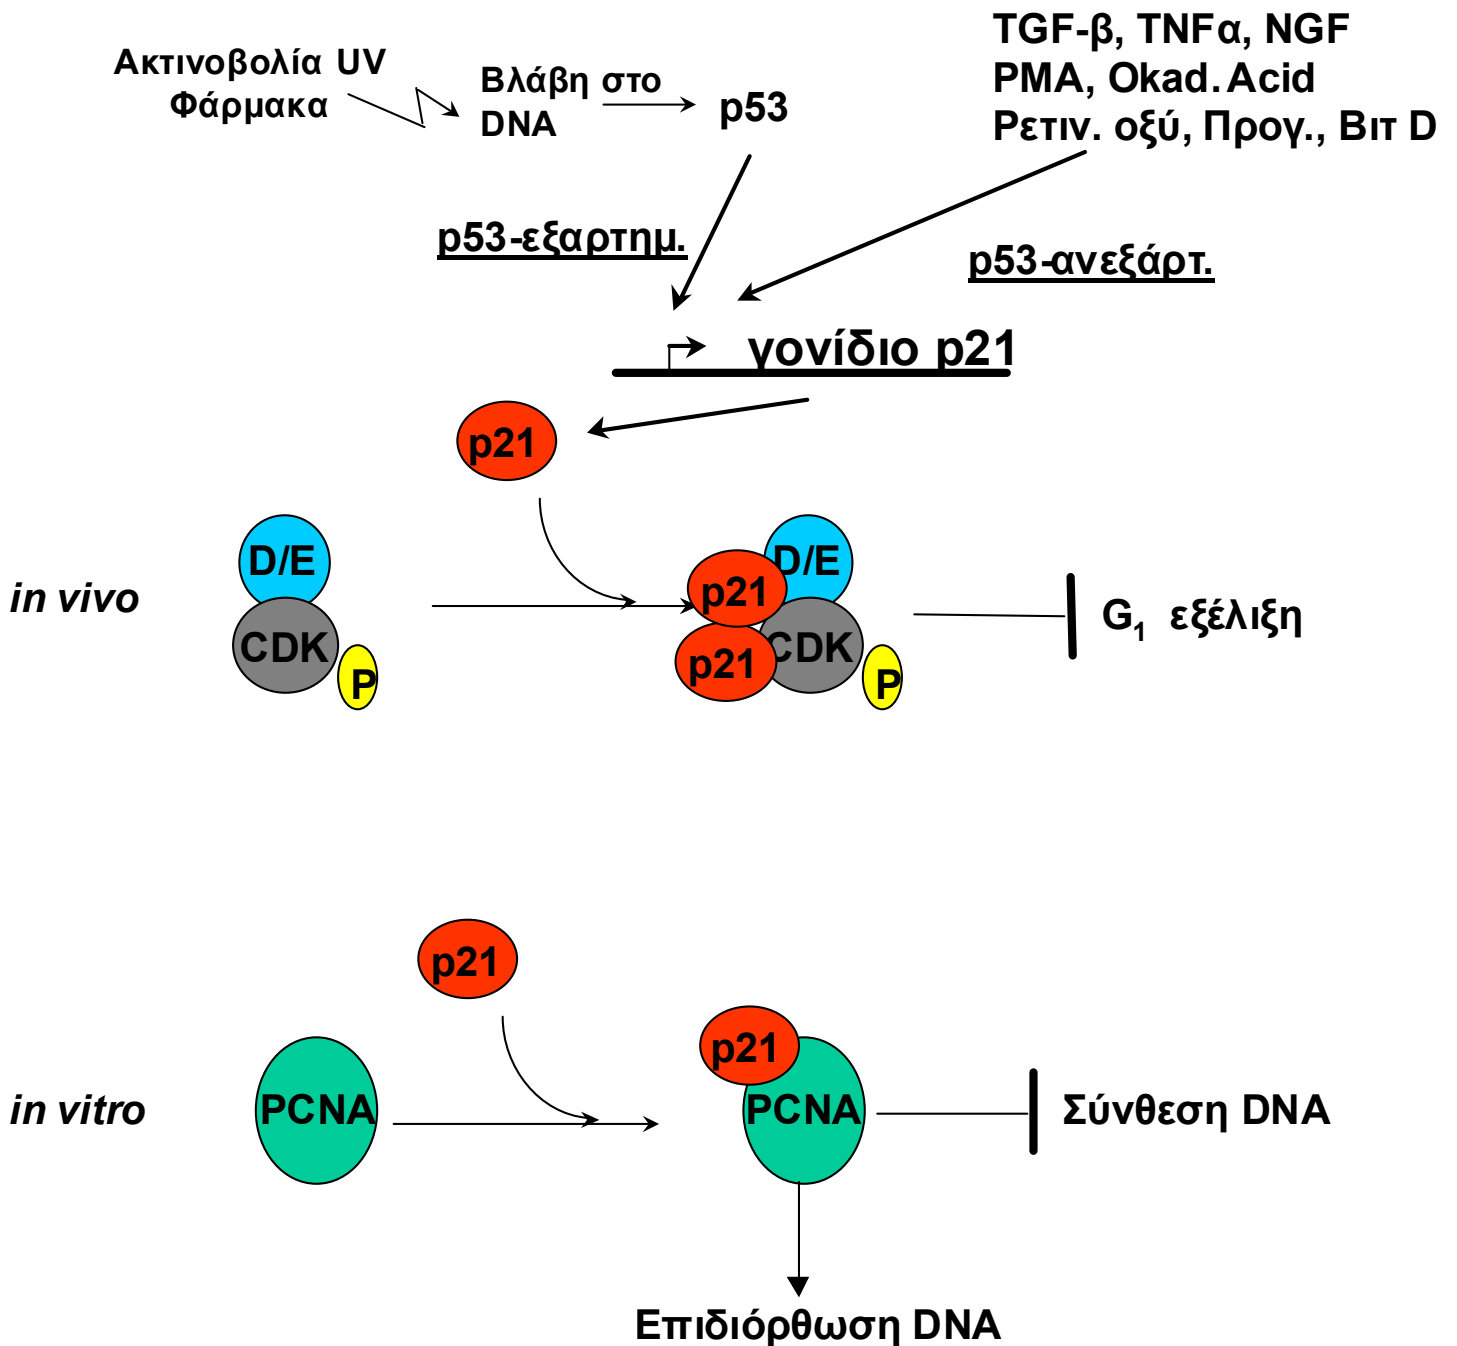 Ακτινοβολία UV
Φάρμακα
Βλάβη στο
DNA
p53
TGF-β, TNFα, NGF
PMA, Okad. Acid
Ρετιν. οξύ, Προγ., Βιτ D
p53-εξαρτημ.
p53-ανεξάρτ.
γονίδιο p21
p21
in vivo
D/E
CDK
P
p21
p21
D/E
CDK
P
G1 εξέλιξη
p21
in vitro
PCNA
p21
PCNA
Σύνθεση DNA
Επιδιόρθωση DNA